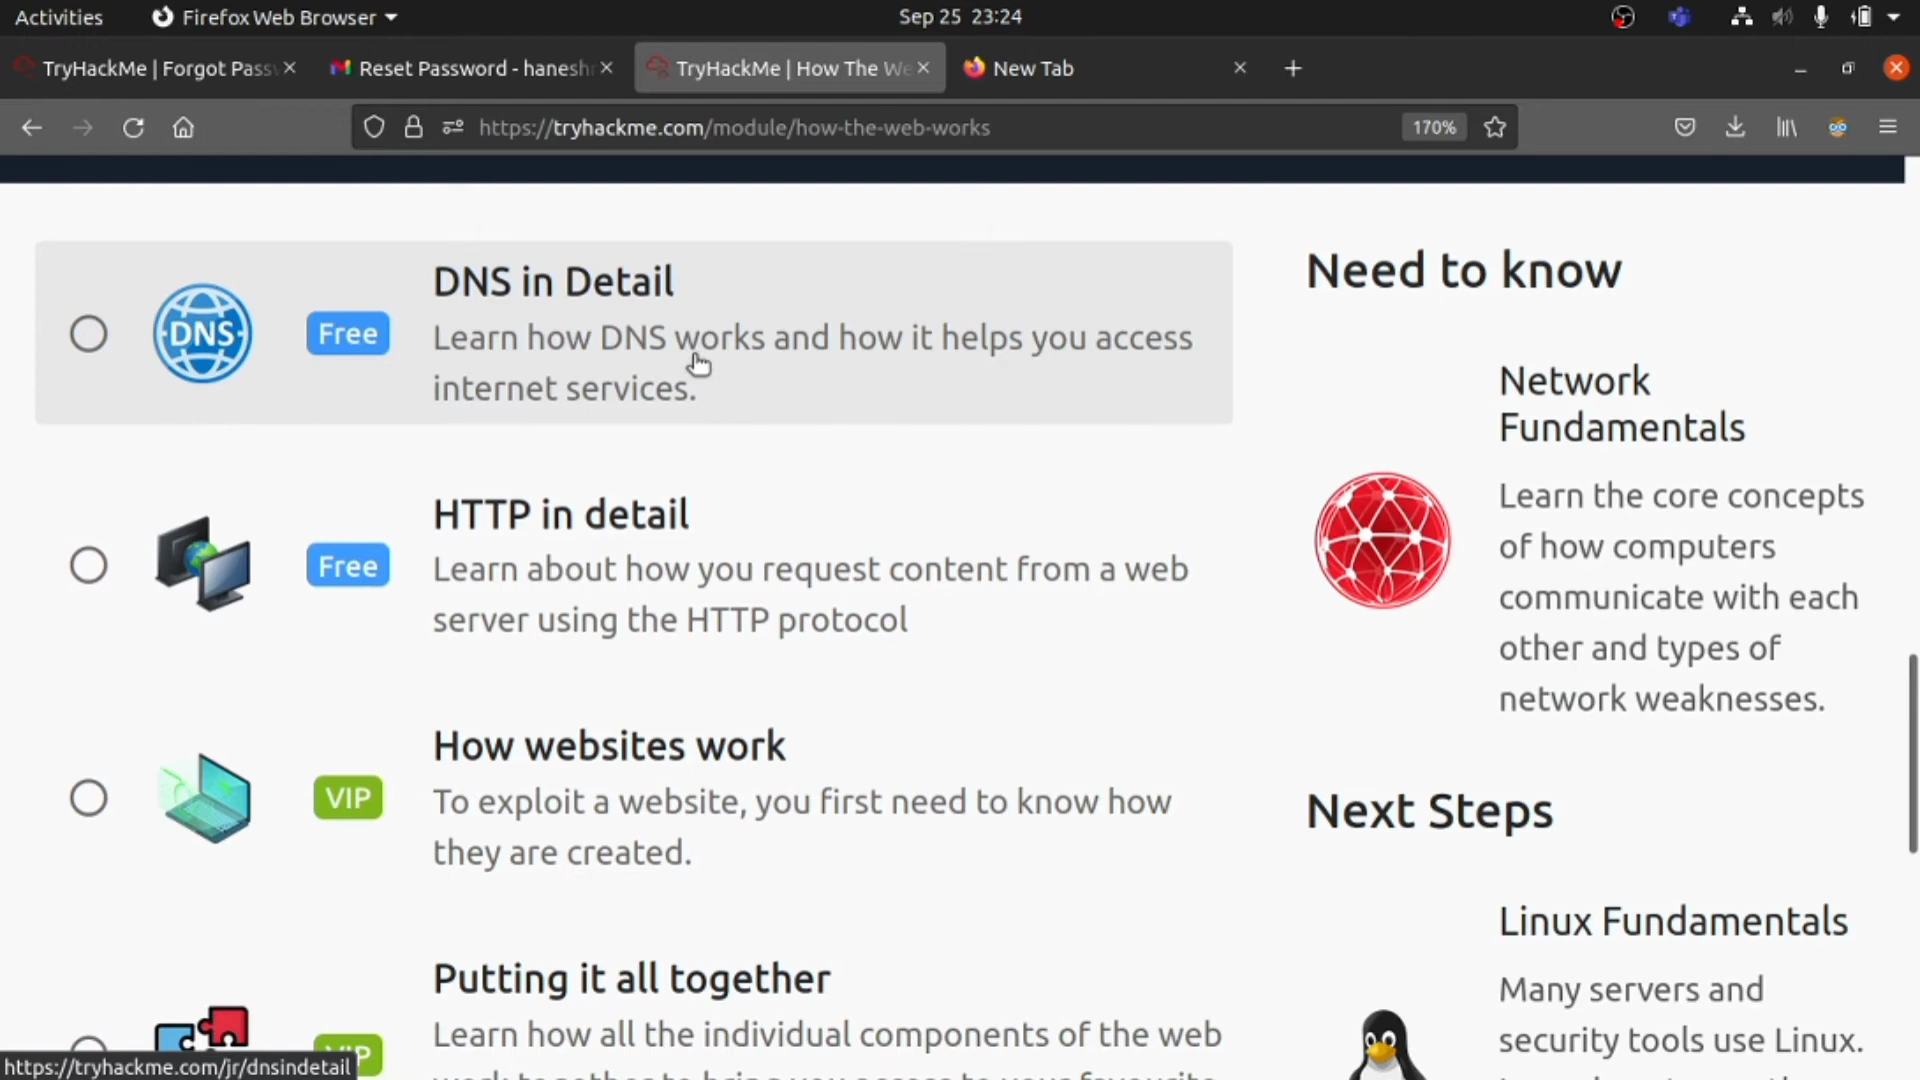 Activities
Firefox Web Browser
Sep 25 23:24
TryHackMe | Forgot Passw
Reset Password - haneshr
TryHackMe | How The We
New Tab
https://tryhackme.com/module/how-the-web-works
170%
DNS
Free
DNS in Detail
Learn how DNS works and how it helps you access
internet services.
Free
HTTP in detail
Learn about how you request content from a web
server using the HTTP protocol
VIP
How websites work
To exploit a website, you first need to know how
they are created.
VIP
Putting it all together
Learn how all the individual components of the web
Need to know
Network
Fundamentals
Learn the core concepts
of how computers
communicate with each
other and types of
network weaknesses.
Next Steps
Linux Fundamentals
Many servers and
security tools use Linux.
https://tryhackme.com/jr/dnsindetail